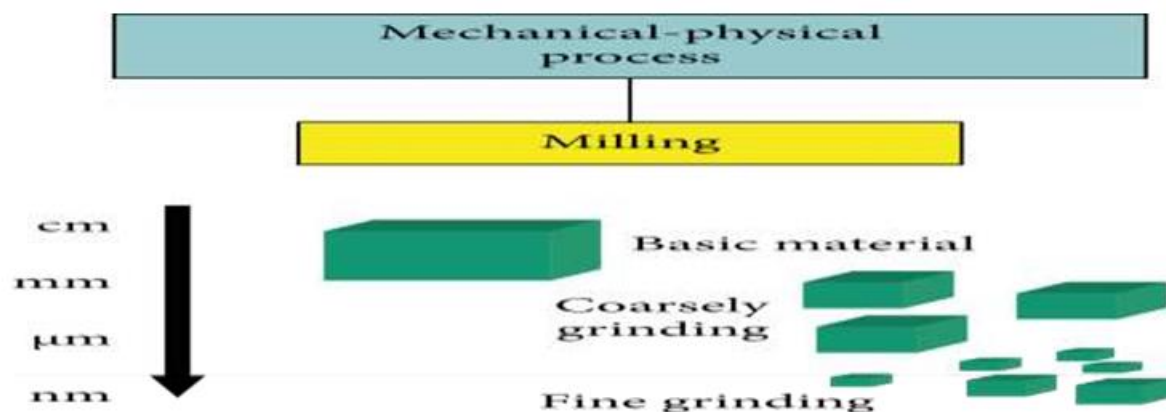 Mechanical-physical
process
Milling
cm
Basic material
mm
Coarsely
grinding
μm
nm
Fine grinding